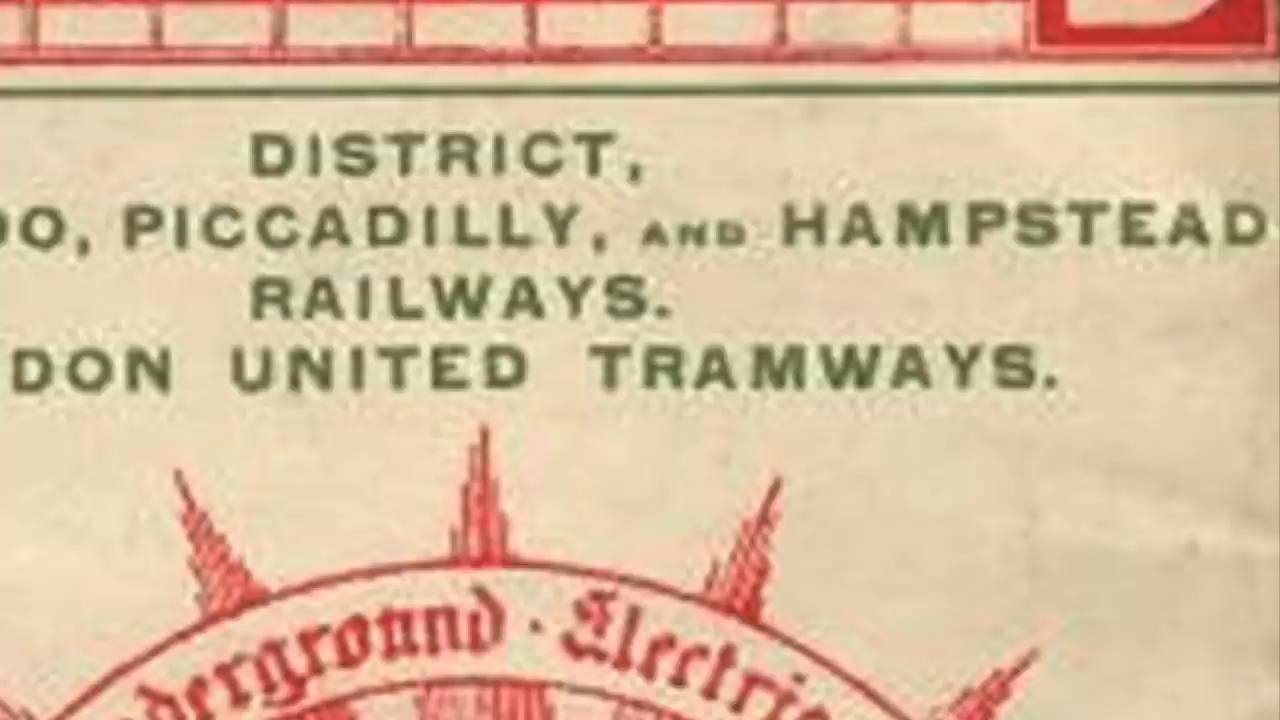 DISTRICT,
PICCADILLY, AND HAMPSTEAD
RAILWAYS.
UNITED TRAMWAYS.
Electric